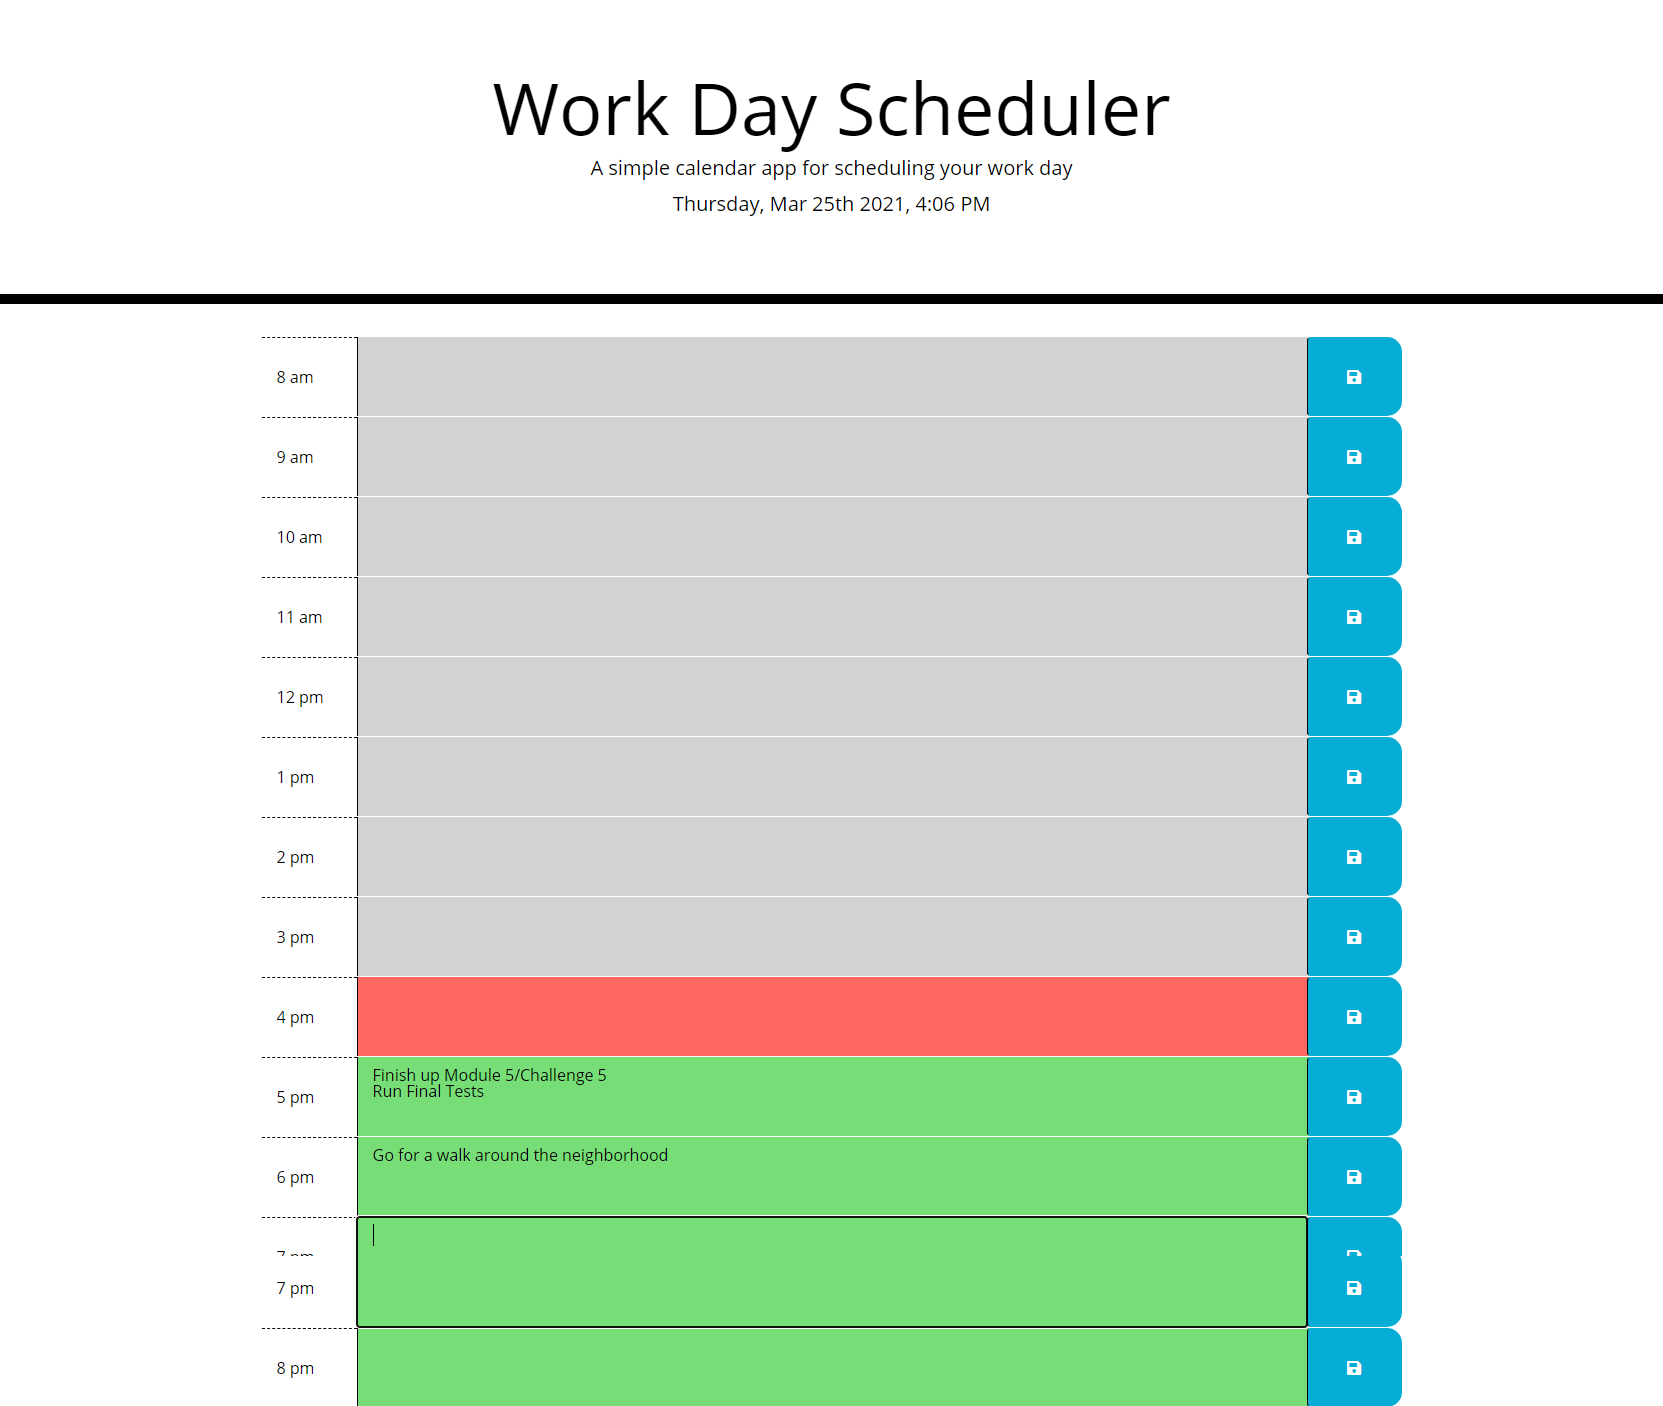 Work Day Scheduler
A simple calendar app for scheduling your work day
Thursday, Mar 25th 2021, 4:06 PM
8 am
9 am
10 am
11 am
12 pm
1 pm
2 pm
3 pm
4 pm
5 pm
Finish up Module 5/Challenge 5
Run Final Tests
6 pm
Go for a walk around the neighborhood
7 pm
7 pm
8 pm